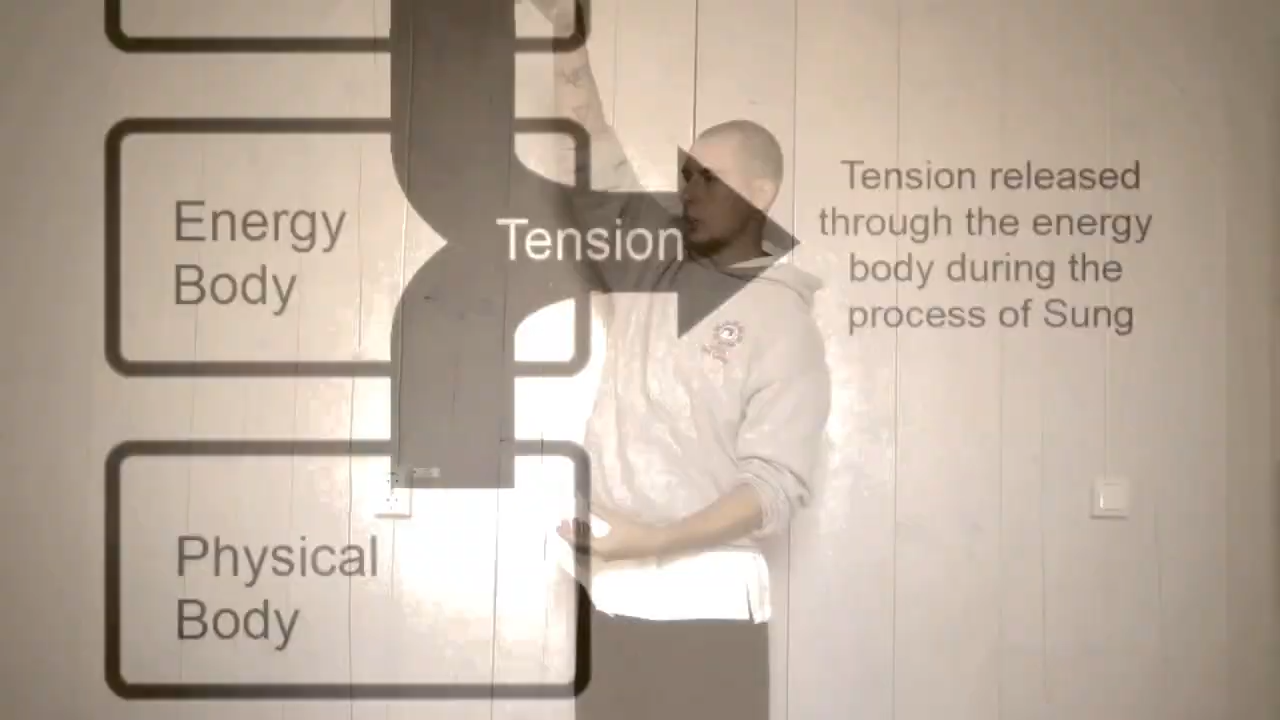 Energy
Body
Tension
Tension released
through the energy
body during the
process of Sung
Physical
Body